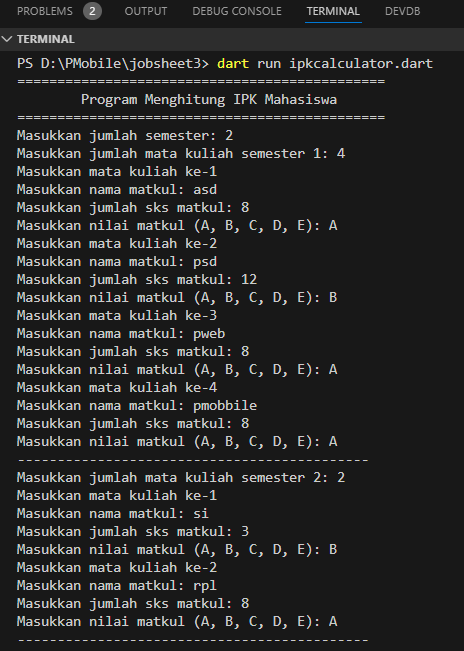 PROBLEMS 2 OUTPUT DEBUG CONSOLE TERMINAL DEVDB
TERMINAL
PS D:\PMobile\jobsheet3> dart run ipkcalculator.dart
==============================================
Program Menghitung IPK Mahasiswa
==============================================
Masukkan jumlah semester: 2
Masukkan jumlah mata kuliah semester 1: 4
Masukkan mata kuliah ke-1
Masukkan nama matkul: asd
Masukkan jumlah sks matkul: 8
Masukkan nilai matkul (A, B, C, D, E): A
Masukkan mata kuliah ke-2
Masukkan nama matkul: psd
Masukkan jumlah sks matkul: 12
Masukkan nilai matkul (A, B, C, D, E): B
Masukkan mata kuliah ke-3
Masukkan nama matkul: pweb
Masukkan jumlah sks matkul: 8
Masukkan nilai matkul (A, B, C, D, E): A
Masukkan mata kuliah ke-4
Masukkan nama matkul: pmobbile
Masukkan jumlah sks matkul: 8
Masukkan nilai matkul (A, B, C, D, E): A
--------------------------------------------
Masukkan jumlah mata kuliah semester 2: 2
Masukkan mata kuliah ke-1
Masukkan nama matkul: si
Masukkan jumlah sks matkul: 3
Masukkan nilai matkul (A, B, C, D, E): B
Masukkan mata kuliah ke-2
Masukkan nama matkul: rpl
Masukkan jumlah sks matkul: 8
Masukkan nilai matkul (A, B, C, D, E): A
--------------------------------------------